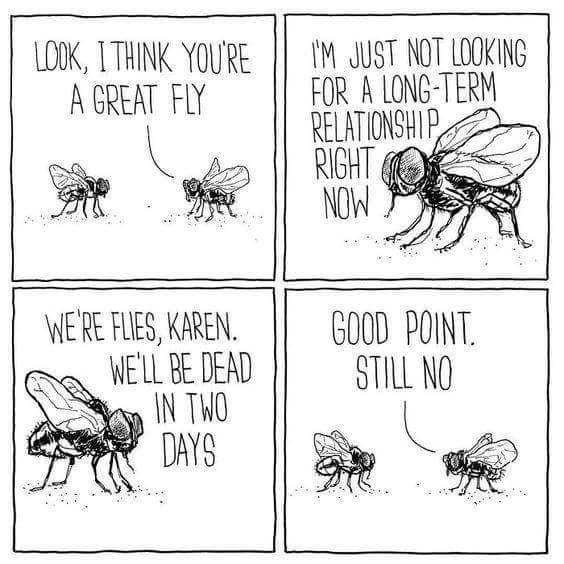 LOOK, I THINK YOU'RE
A GREAT FLY
I'M JUST NOT LOOKING
FOR A LONG-TERM
RELATIONSHIP
RIGHT
NOW
WE'RE FLIES, KAREN.
WE'LL BE DEAD
IN TWO
DAYS
GOOD POINT.
STILL NO